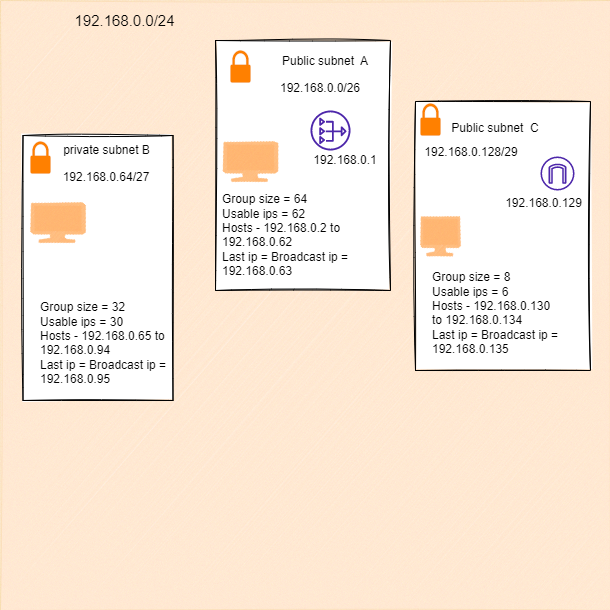 192.168.0.0/24
Public subnet  A
192.168.0.0/26
192.168.0.1
Group size = 64
Usable ips = 62
Hosts - 192.168.0.2 to
192.168.0.62
Last ip = Broadcast ip =
192.168.0.63
private subnet B
192.168.0.64/27
Group size = 32
Usable ips = 30
Hosts - 192.168.0.65 to
192.168.0.94
Last ip = Broadcast ip =
192.168.0.95
Public subnet  C
192.168.0.128/29
192.168.0.129
Group size = 8
Usable ips = 6
Hosts - 192.168.0.130
to 192.168.0.134
Last ip = Broadcast ip =
192.168.0.135